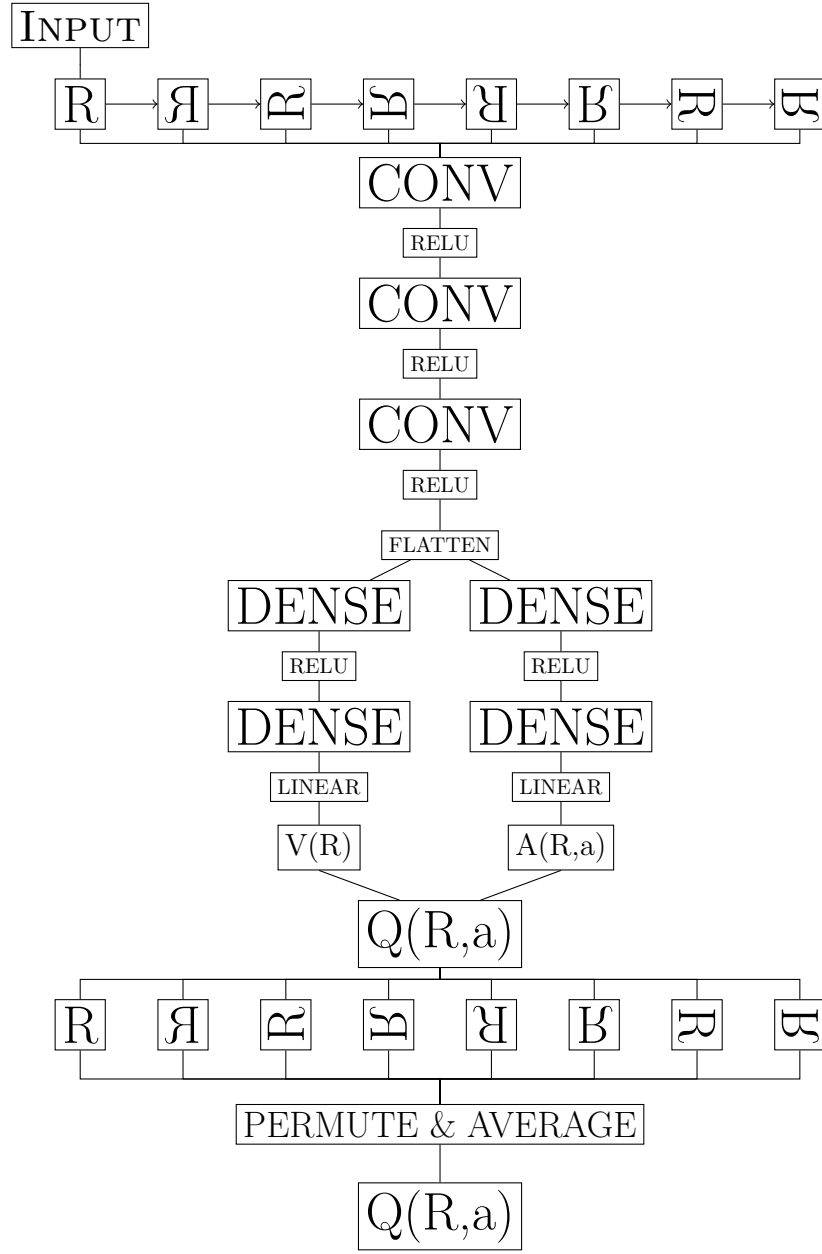 INPUT
R R R R R R R R
CONV
RELU
CONV
RELU
CONV
RELU
FLATTEN
DENSE DENSE
RELU RELU
DENSE DENSE
LINEAR LINEAR
V(R) A(R,a)
Q(R,a)
R R R R R R R R
PERMUTE & AVERAGE
Q(R,a)